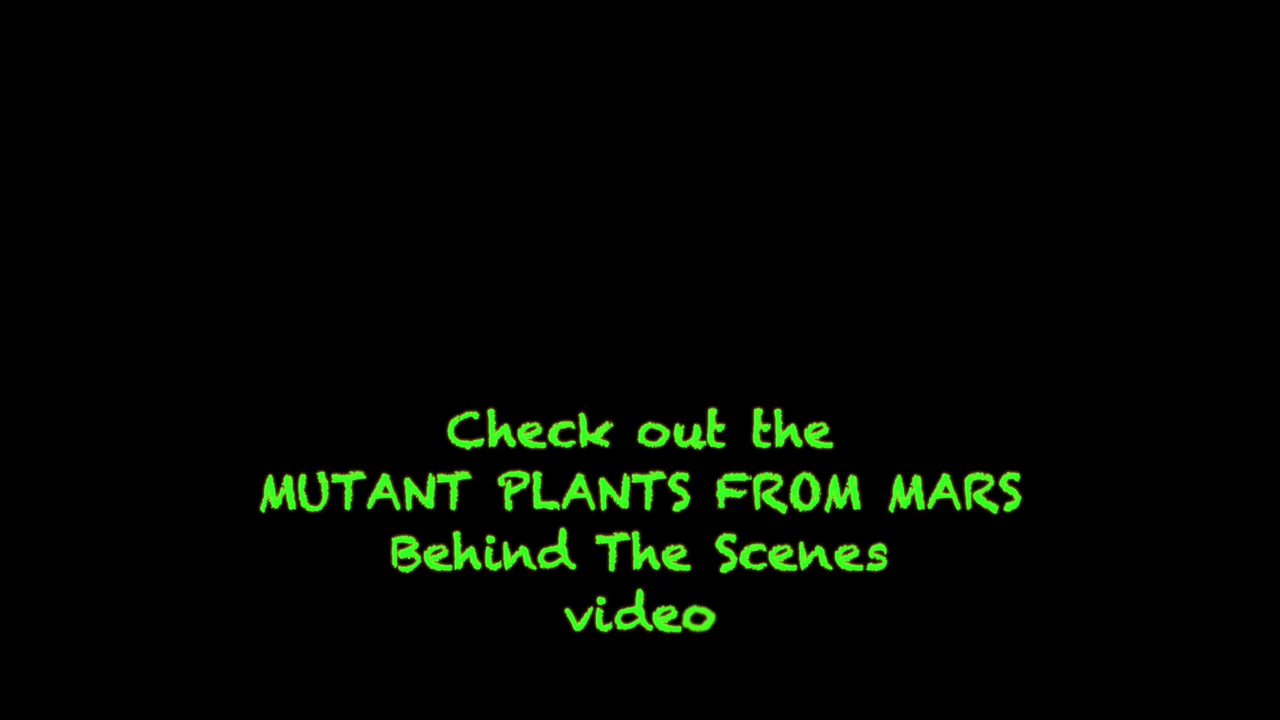 Check out the
MUTANT PLANTS FROM MARS
Behind The Scenes
video